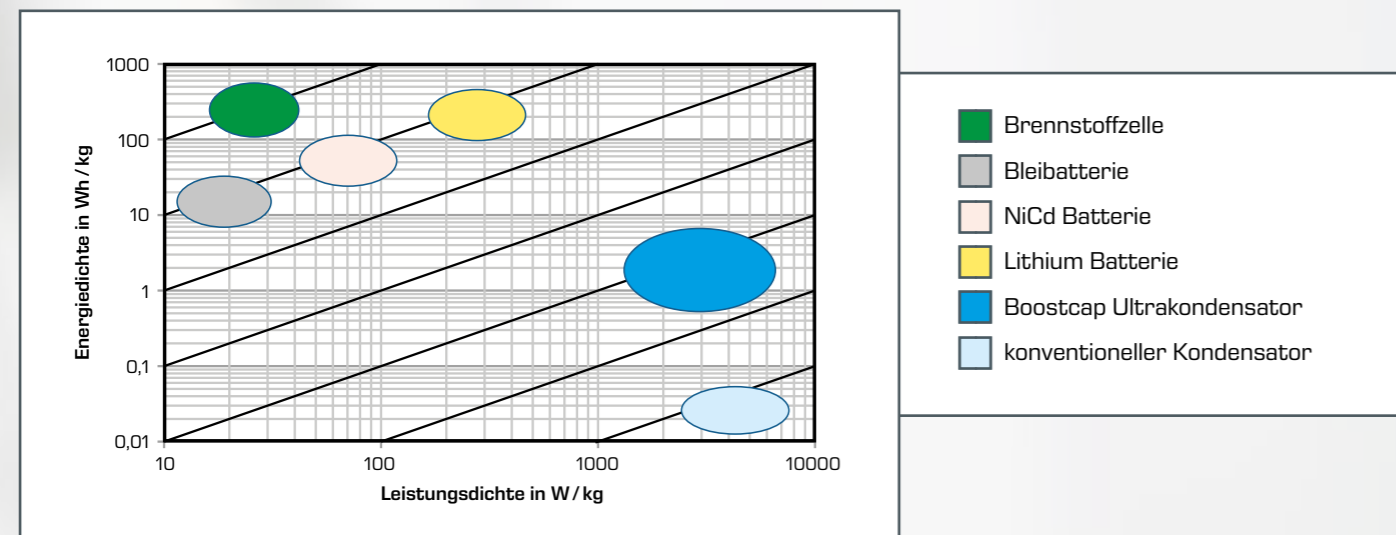 1000
100
10
1
0,1
0,01
Energiedichte in Wh/kg
10 100 1000 10000
Leistungsdichte in W/kg
Brennstoffzelle
Bleibatterie
NiCd Batterie
Lithium Batterie
Boostcap Ultrakondensator
konventioneller Kondensator